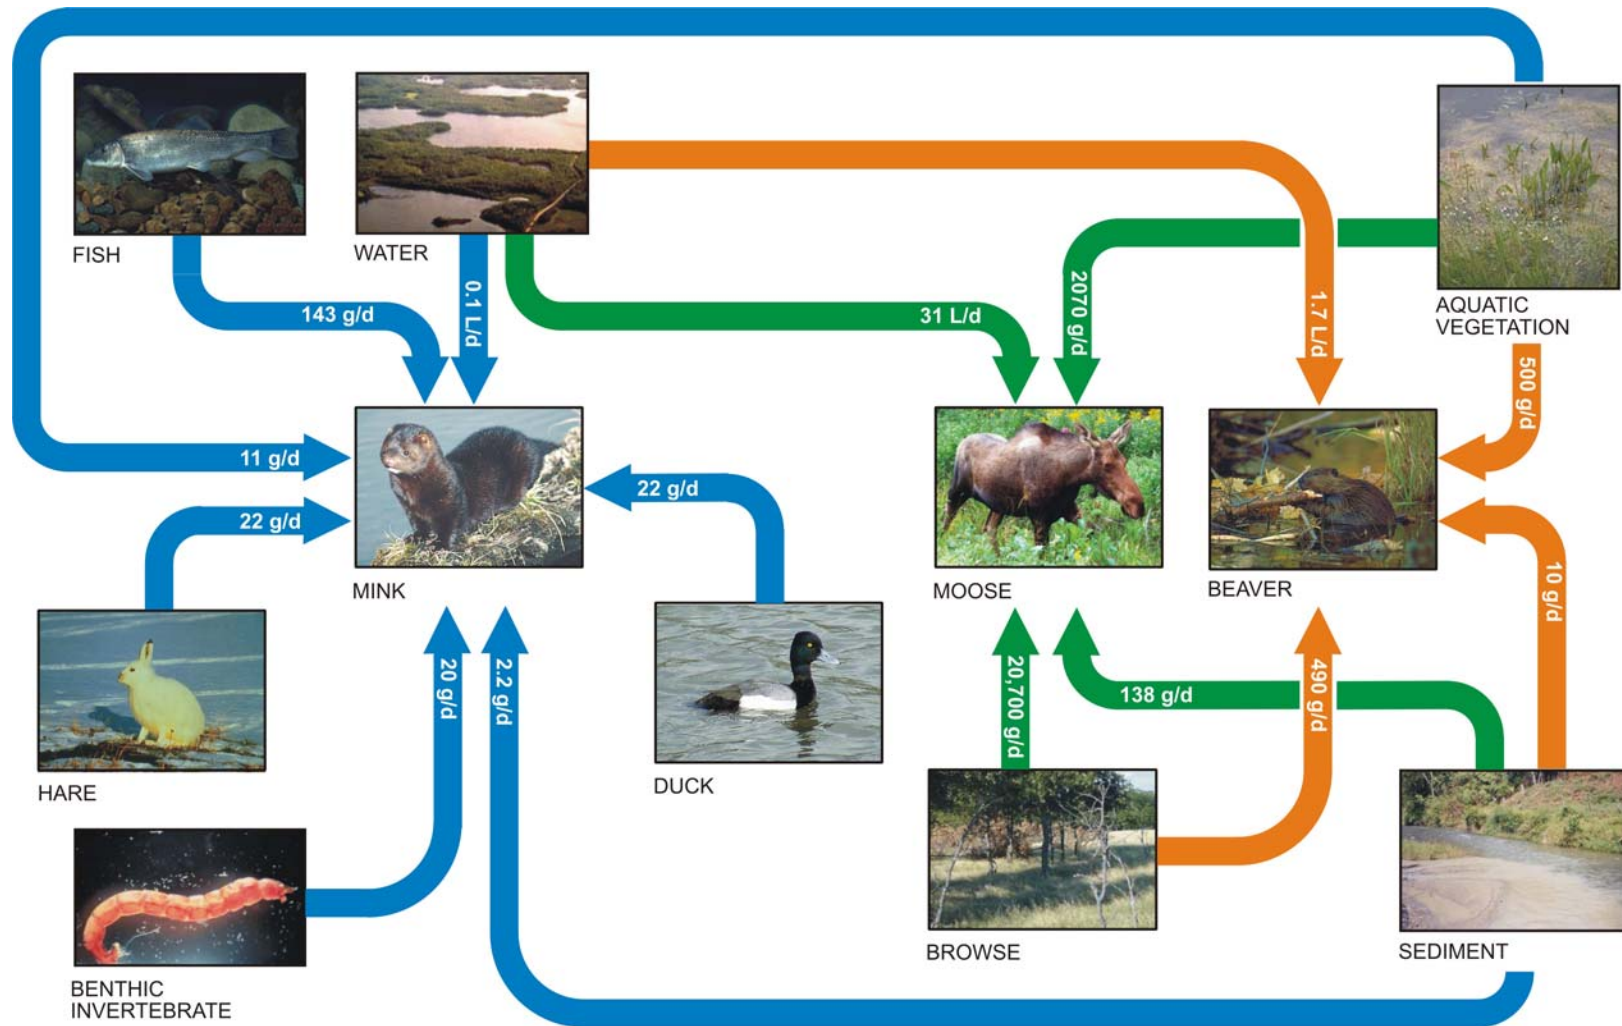 FISH
WATER
AQUATIC
VEGETATION
143 g/d
0.1 L/d
31 L/d
2070 g/d
1.7 L/d
500 g/d
11 g/d
22 g/d
22 g/d
MINK
MOOSE
BEAVER
10 g/d
HARE
20 g/d
2.2 g/d
DUCK
20,700 g/d
138 g/d
490 g/d
BENTHIC
INVERTEBRATE
BROWSE
SEDIMENT